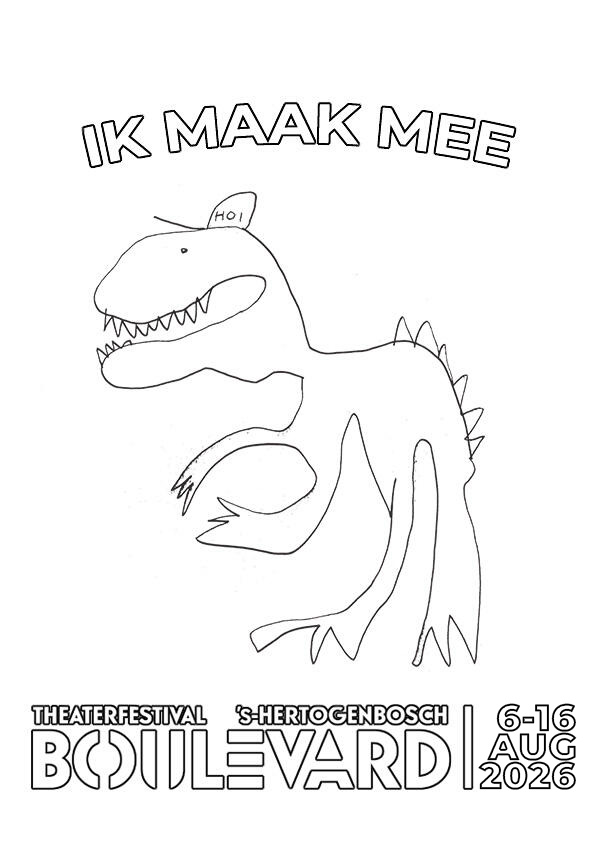 IK MAAK MEE
HOI
THEATERFESTIVAL 's-HERTOGENBOSCH
BOULEVARD
6-16
AUG
2026